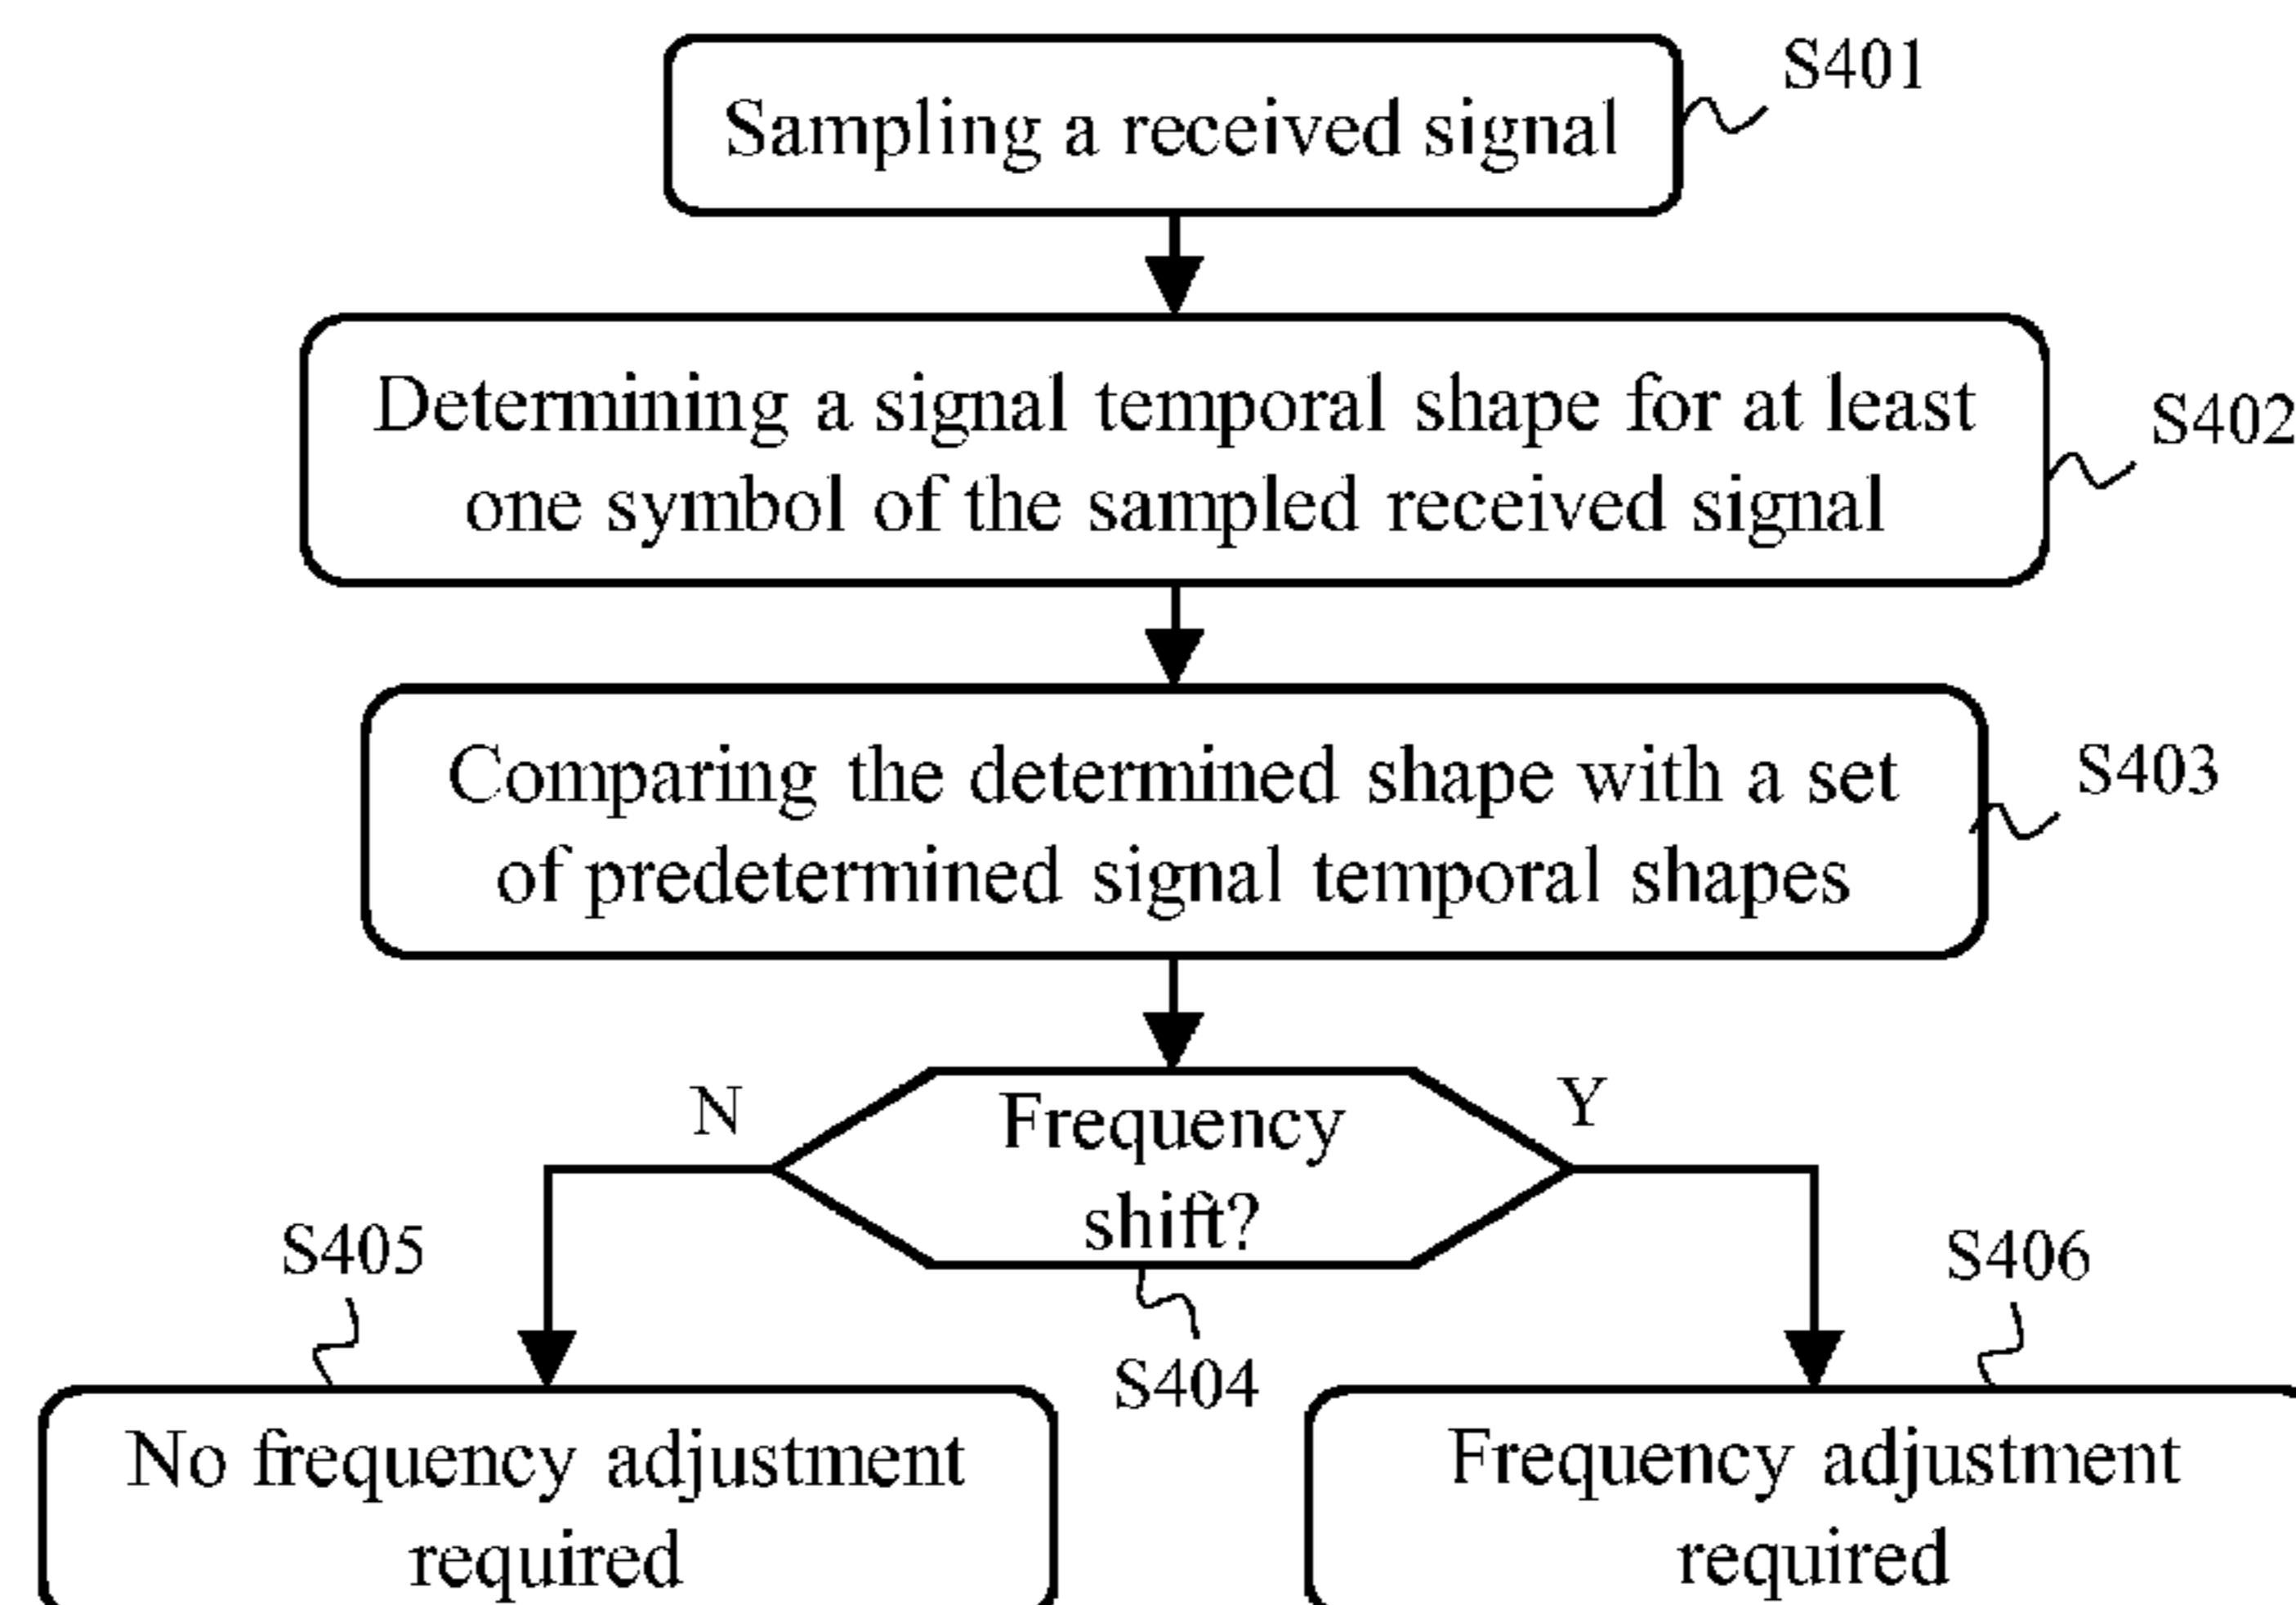 S401
Sampling a received signal
Determining a signal temporal shape for at least
one symbol of the sampled received signal
S402
Comparing the determined shape with a set
of predetermined signal temporal shapes
S403
N
Frequency
shift?
Y
S405
S406
S404
No frequency adjustment
required
Frequency adjustment
required